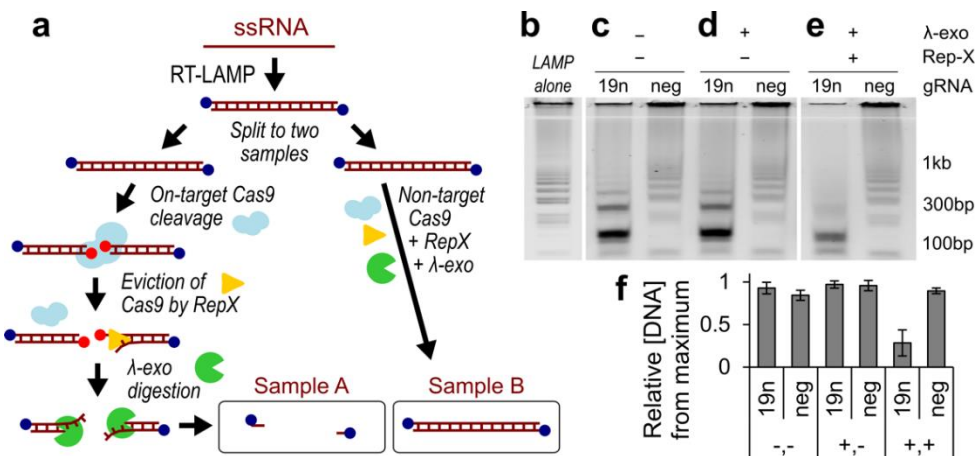 a
ssRNA
RT-LAMP
Split to two
samples
On-target Cas9
cleavage
Non-target
Cas9
+ RepX
+ λ-exo
Eviction of
Cas9 by RepX
λ-exo
digestion
Sample A
Sample B
b c d e
– + + λ-exo
– – + Rep-X
LAMP
alone
19n neg 19n neg 19n neg gRNA
1kb
300bp
100bp
f
Relative [DNA]
from maximum
1
0.5
0
19n neg 19n neg 19n neg
-,- +,- +,+